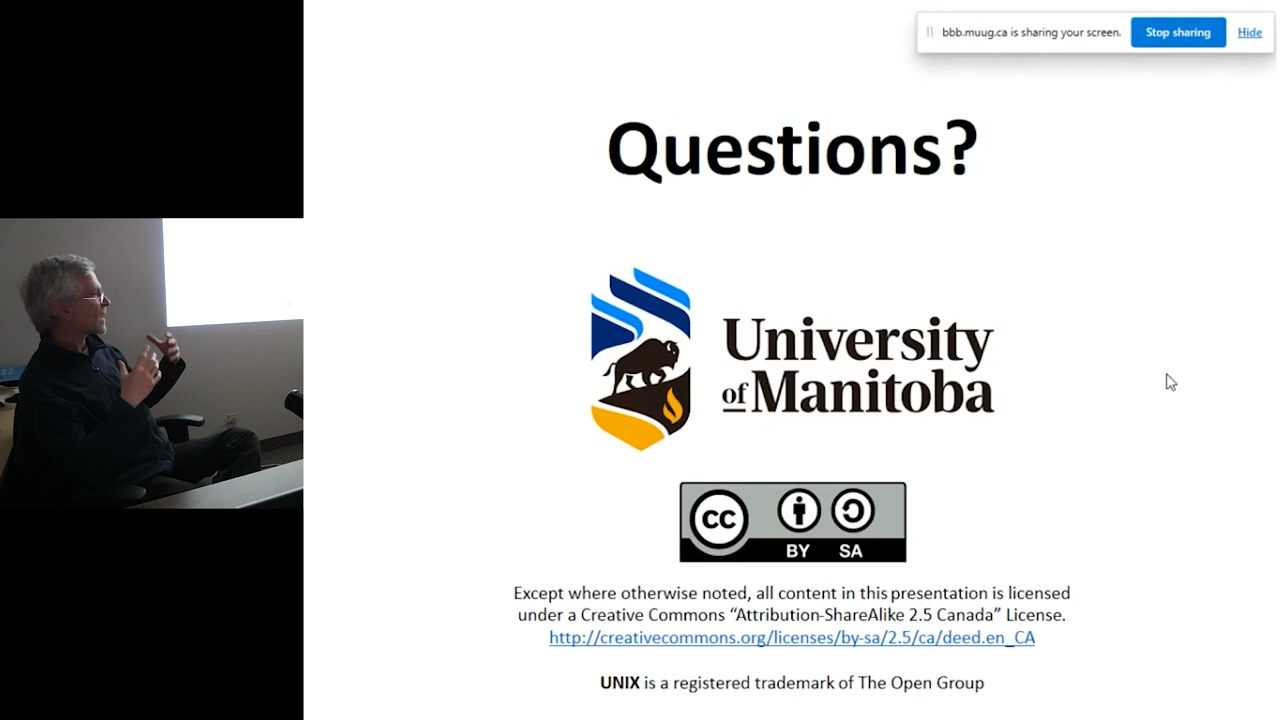 bbb.muug.ca is sharing your screen.
Stop sharing
Hide
Questions?
University
of Manitoba
CC
BY SA
Except where otherwise noted, all content in this presentation is licensed
under a Creative Commons “Attribution-ShareAlike 2.5 Canada” License.
http://creativecommons.org/licenses/by-sa/2.5/ca/deed.en_CA
UNIX is a registered trademark of The Open Group